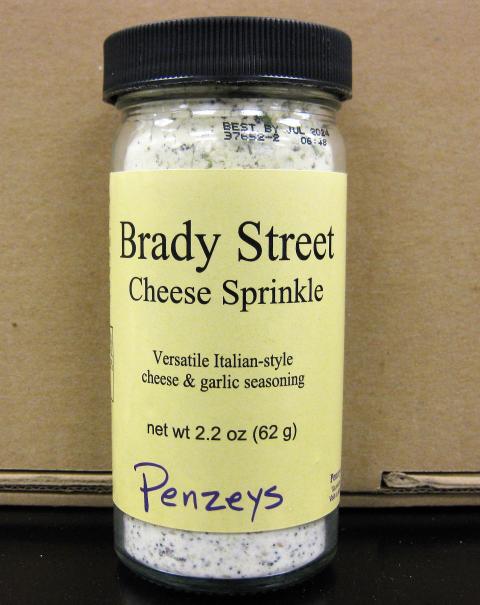 BEST BY JUL 2024
37652-2 06:48
Brady Street
Cheese Sprinkle
Versatile Italian-style
cheese & garlic seasoning
net wt 2.2 oz (62 g)
Penzeys